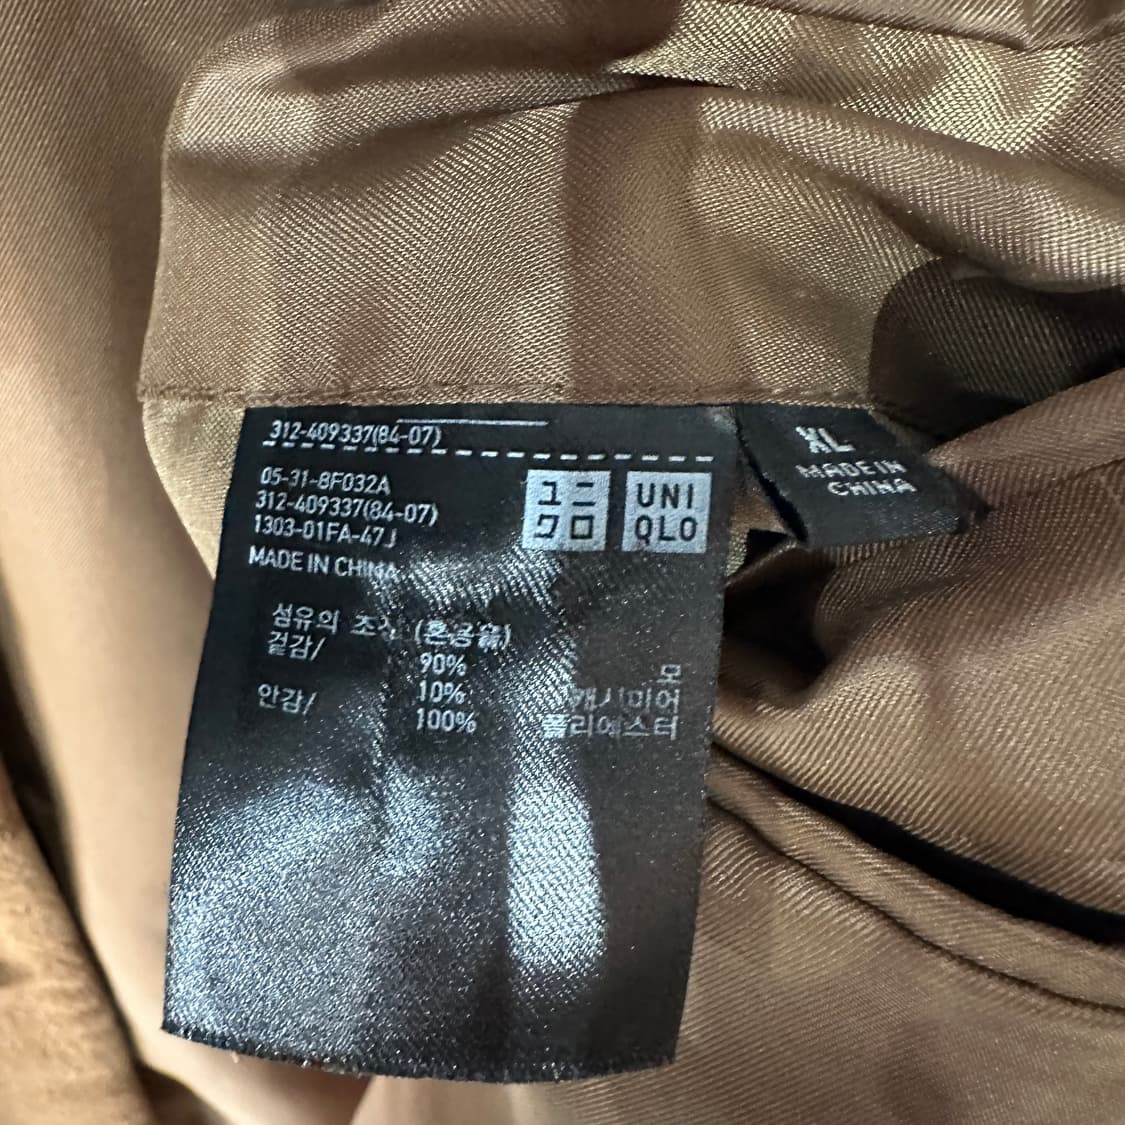 312-409337(84-07)
05-31-8F032A
312-409337(84-07)
1303-01FA-47J
MADE IN CHINA
ユニ
クロ
UNI
QLO
XL
MADE IN
CHINA
섬유의 조성 (혼용율)
겉감/
90% 모
10% 캐시미어
안감/
100% 폴리에스터